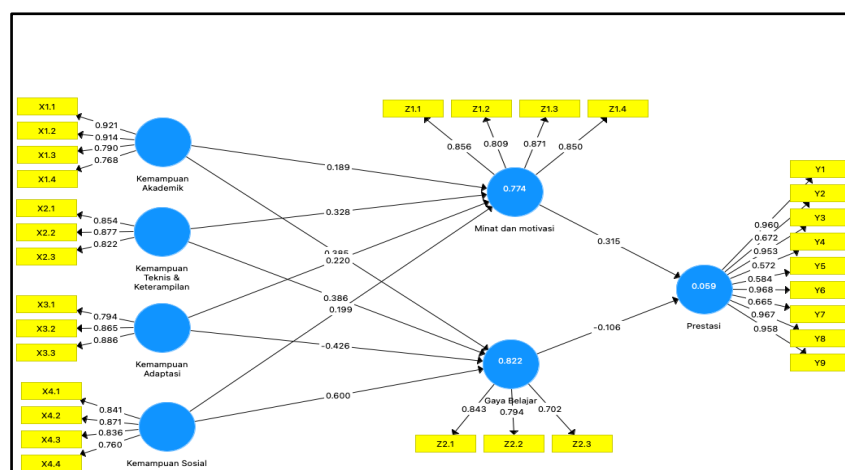 X1.1
X1.2
X1.3
X1.4
0.921
0.914
0.790
0.768
Kemampuan
Akademik
X2.1
X2.2
X2.3
0.854
0.877
0.822
Kemampuan
Teknis &
Keterampilan
X3.1
X3.2
X3.3
0.794
0.865
0.886
Kemampuan
Adaptasi
X4.1
X4.2
X4.3
X4.4
0.841
0.871
0.836
0.760
Kemampuan Sosial
0.189
0.328
0.385
0.220
0.386
0.199
-0.426
0.600
Z1.1
Z1.2
Z1.3
Z1.4
0.856
0.809
0.871
0.850
0.774
Minat dan motivasi
0.822
Gaya Belajar
0.843
0.794
0.702
Z2.1
Z2.2
Z2.3
0.315
-0.106
0.059
Prestasi
0.960
0.672
0.953
0.572
0.584
0.968
0.665
0.967
0.958
Y1
Y2
Y3
Y4
Y5
Y6
Y7
Y8
Y9